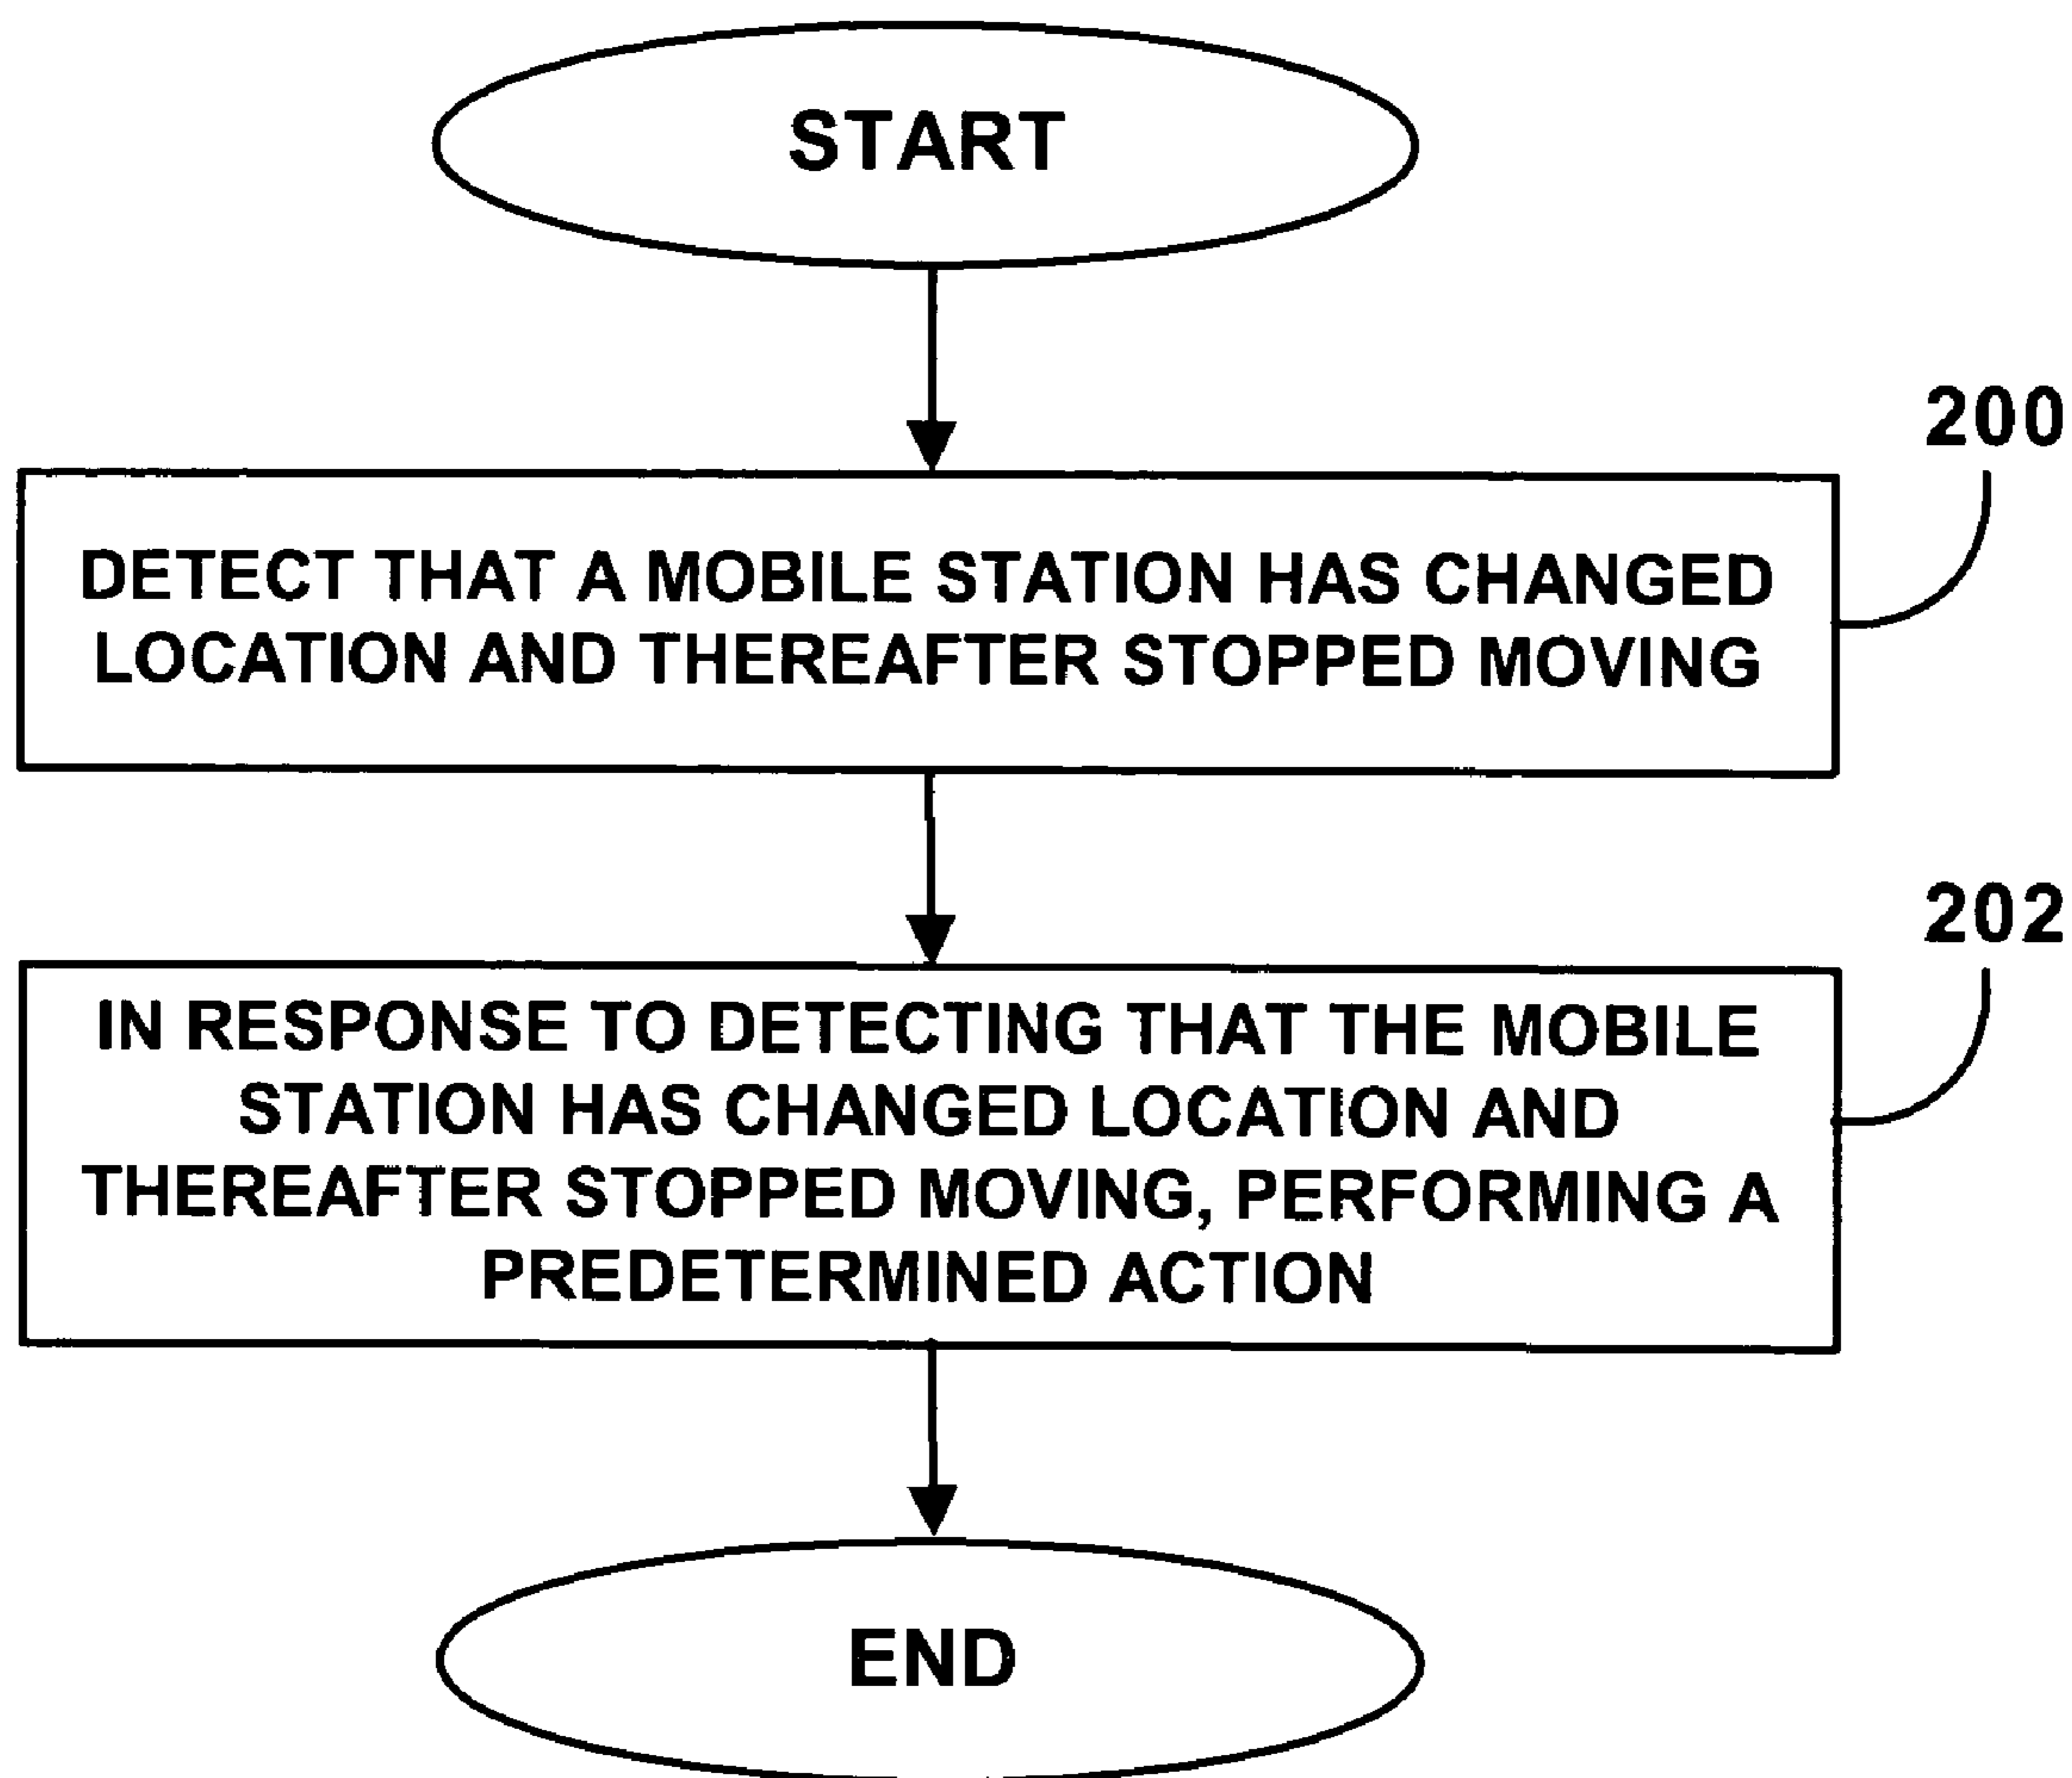 START
200
DETECT THAT A MOBILE STATION HAS CHANGED
LOCATION AND THEREAFTER STOPPED MOVING
202
IN RESPONSE TO DETECTING THAT THE MOBILE
STATION HAS CHANGED LOCATION AND
THEREAFTER STOPPED MOVING, PERFORMING A
PREDETERMINED ACTION
END